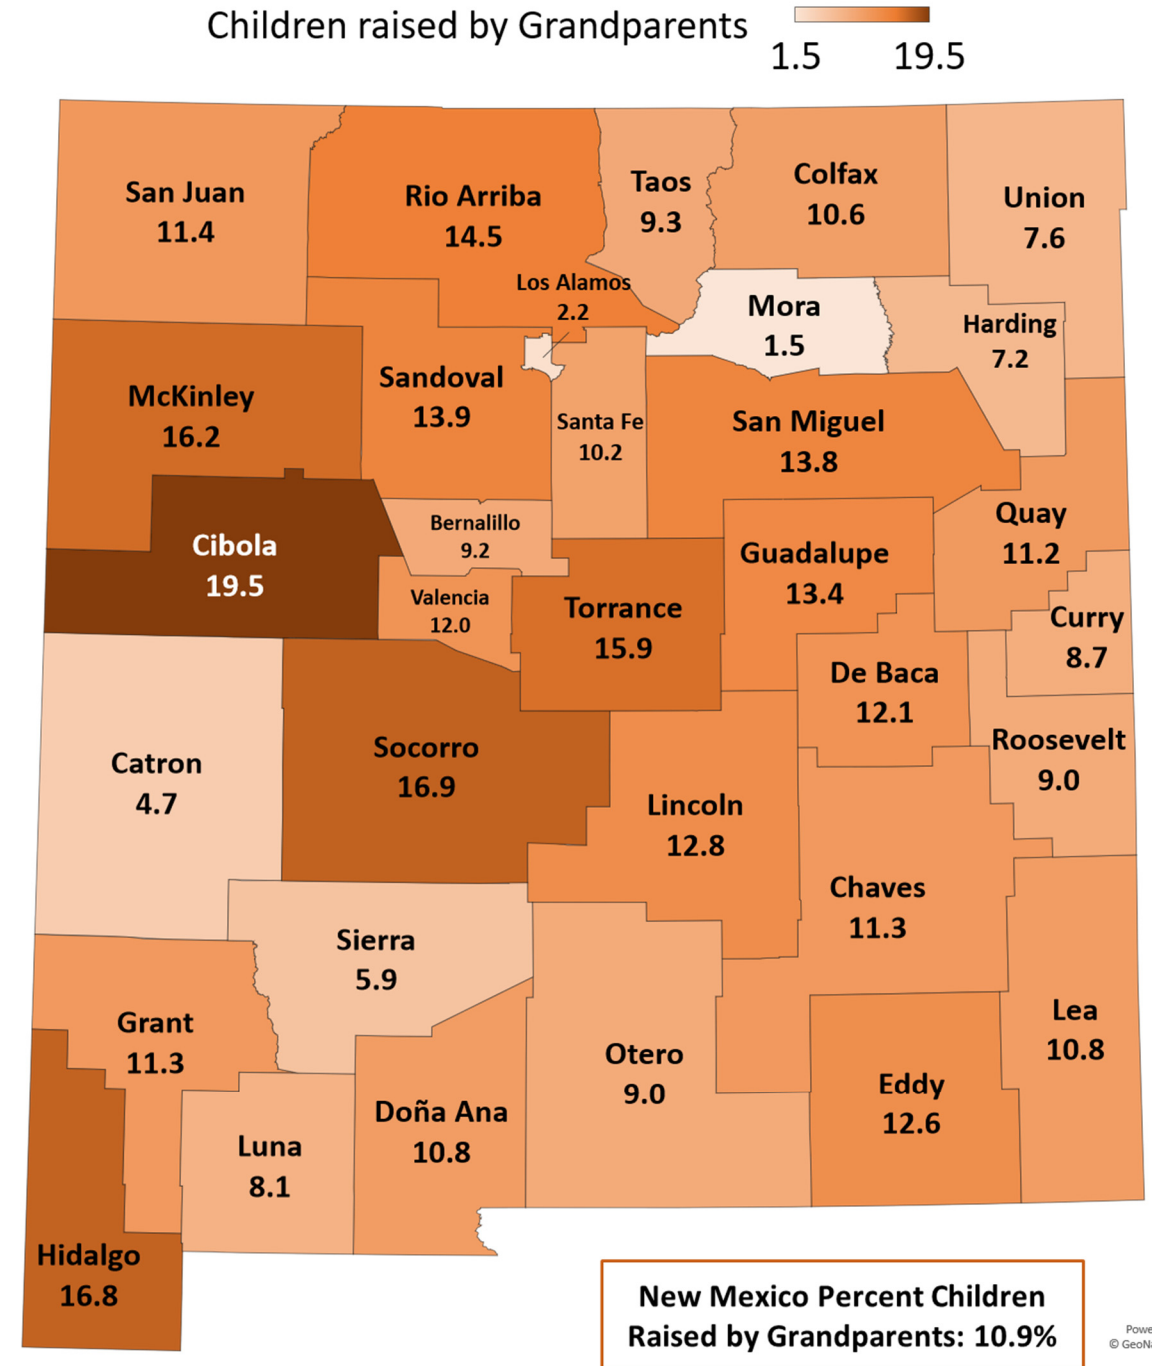 Children raised by Grandparents
1.5 19.5
San Juan
11.4
Rio Arriba
14.5
Taos
9.3
Colfax
10.6
Union
7.6
Los Alamos
2.2
Mora
1.5
Harding
7.2
McKinley
16.2
Sandoval
13.9
Santa Fe
10.2
San Miguel
13.8
Quay
11.2
Cibola
19.5
Bernalillo
9.2
Guadalupe
13.4
Valencia
12.0
Torrance
15.9
Curry
8.7
De Baca
12.1
Roosevelt
9.0
Catron
4.7
Socorro
16.9
Lincoln
12.8
Chaves
11.3
Sierra
5.9
Grant
11.3
Otero
9.0
Lea
10.8
Eddy
12.6
Doña Ana
10.8
Luna
8.1
Hidalgo
16.8
New Mexico Percent Children
Raised by Grandparents: 10.9%